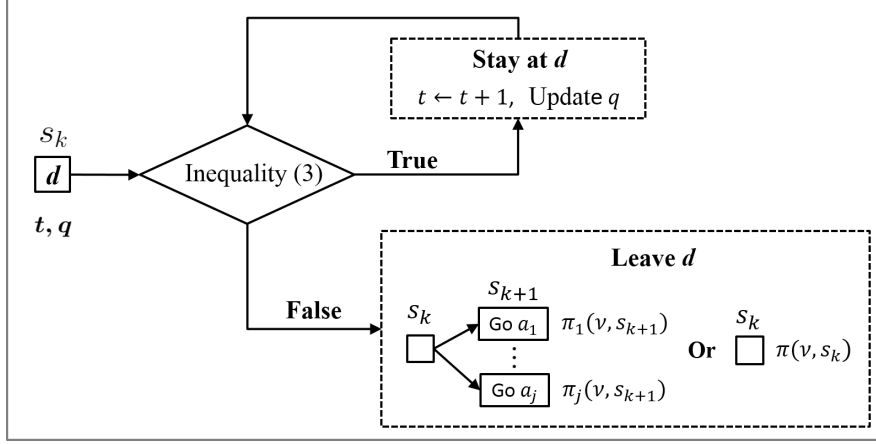 Stay at d
t ← t + 1, Update q
s_k
d
Inequality (3)
True
t, q
Leave d
False
s_k
s_{k+1}
Go a_1
π_1(ν, s_{k+1})
⋮
Go a_j
π_j(ν, s_{k+1})
Or
s_k
π(ν, s_k)